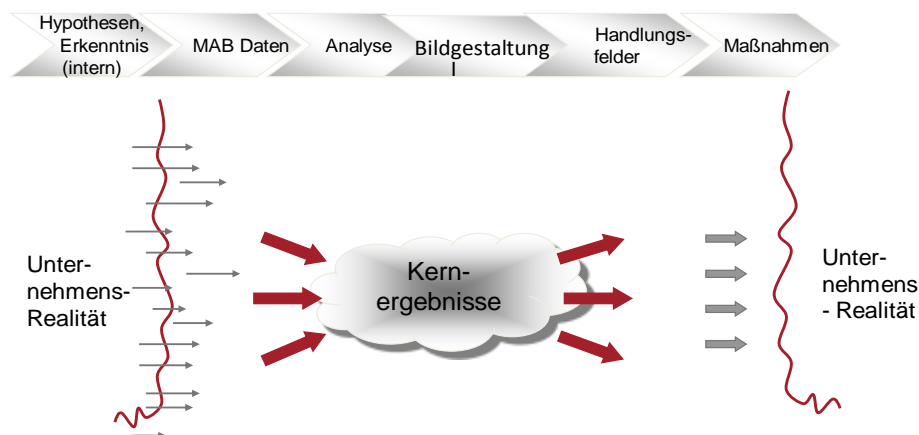 Hypothesen,
Erkenntnis
(intern)
MAB Daten
Analyse
Bildgestaltung
Handlungs-
felder
Maßnahmen
Unter-
nehmens-
Realität
Kern-
ergebnisse
Unter-
nehmens
- Realität